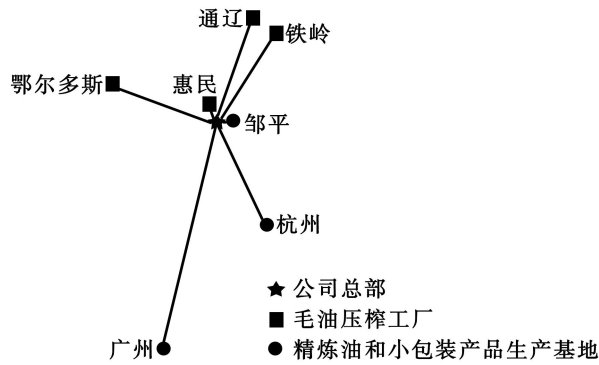 通辽
铁岭
鄂尔多斯
惠民
邹平
杭州
公司总部
毛油压榨工厂
广州
精炼油和小包装产品生产基地